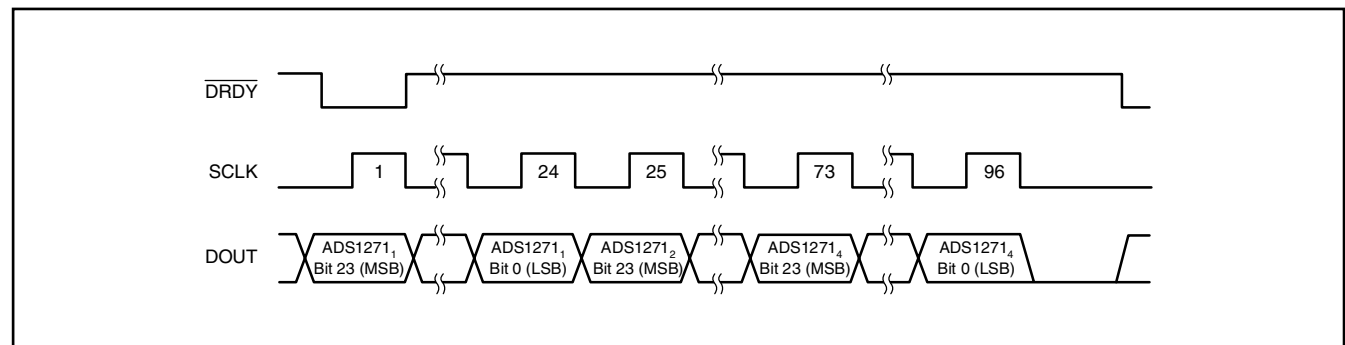 DRDY
SCLK
1
24
25
73
96
DOUT
ADS1271₁
Bit 23 (MSB)
ADS1271₁
Bit 0 (LSB)
ADS1271₂
Bit 23 (MSB)
ADS1271₄
Bit 23 (MSB)
ADS1271₄
Bit 0 (LSB)